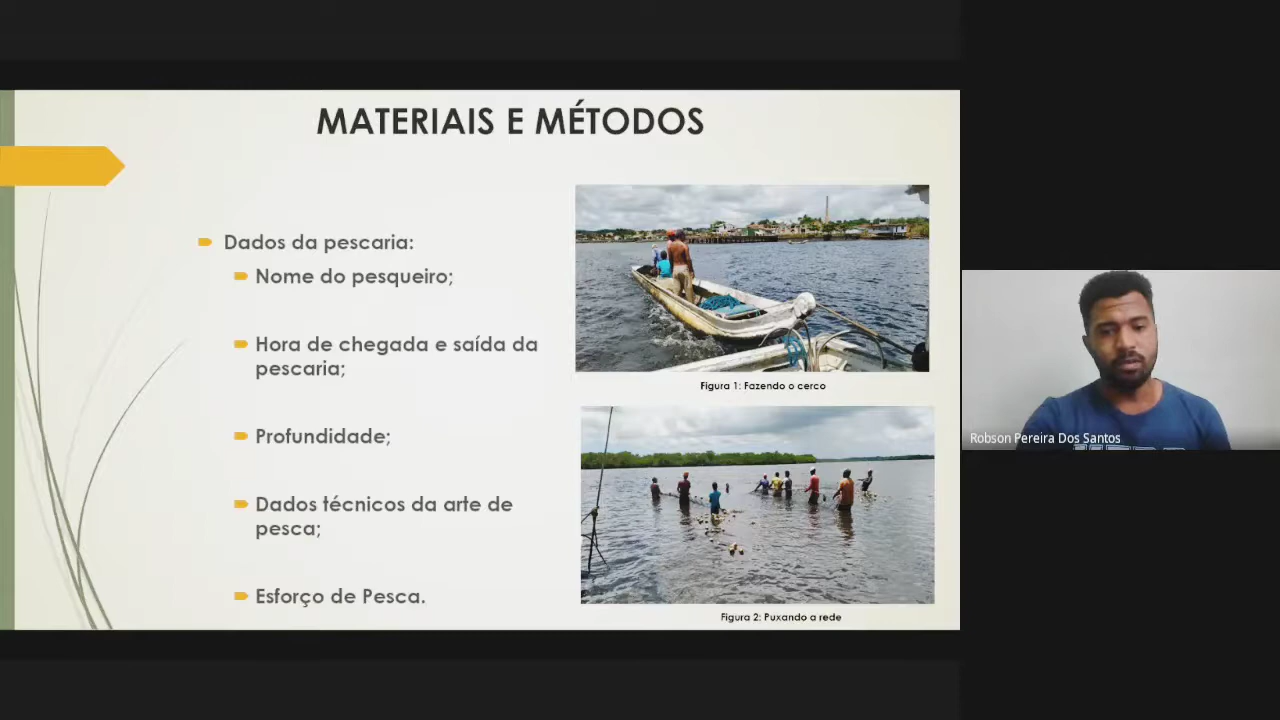 MATERIAIS E MÉTODOS
Dados da pescaria:
Nome do pesqueiro;
Hora de chegada e saída da
pescaria;
Profundidade;
Dados técnicos da arte de
pesca;
Esforço de Pesca.
Figura 1: Fazendo o cerco
Figura 2: Puxando a rede
Robson Pereira Dos Santos